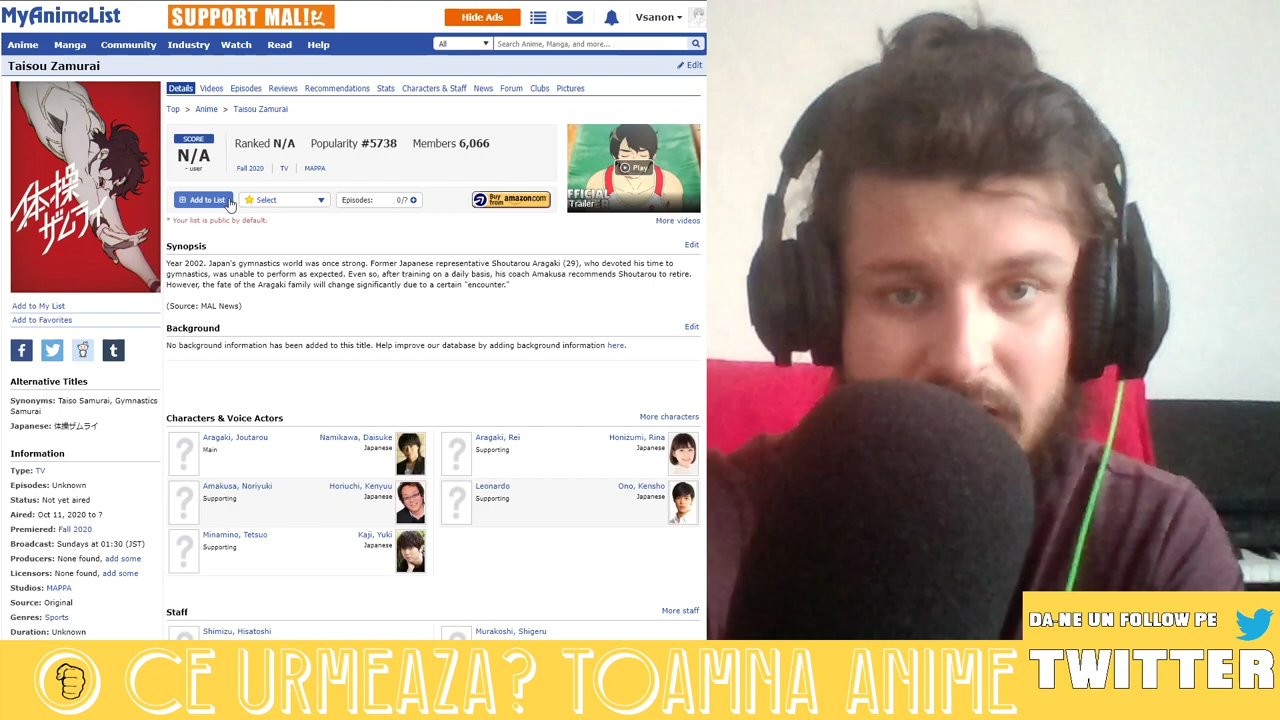 MyAnimeList
SUPPORT MAL!
Hide Ads
Vsanon
Anime Manga Community Industry Watch Read Help
All
Search Anime, Manga, and more...
Taisou Zamurai
Edit
Details Videos Episodes Reviews Recommendations Stats Characters & Staff News Forum Clubs Pictures
Top > Anime > Taisou Zamurai
SCORE
N/A
- user
Ranked N/A Popularity #5738 Members 6,066
Fall 2020 TV MAPPA
Add to List
Select
Episodes: 0/?
Buy from amazon.com
* Your list is public by default.
Play
FFICIAL
Trailer
More videos
体操
ザムライ
Synopsis
Edit
Year 2002. Japan's gymnastics world was once strong. Former Japanese representative Shoutarou Aragaki (29), who devoted his time to
gymnastics, was unable to perform as expected. Even so, after training on a daily basis, his coach Amakusa recommends Shoutarou to retire.
However, the fate of the Aragaki family will change significantly due to a certain "encounter."
(Source: MAL News)
Background
Edit
No background information has been added to this title. Help improve our database by adding background information here.
Add to My List
Add to Favorites
f
t
Alternative Titles
Synonyms: Taiso Samurai, Gymnastics
Samurai
Japanese: 体操ザムライ
Information
Type: TV
Episodes: Unknown
Status: Not yet aired
Aired: Oct 11, 2020 to ?
Premiered: Fall 2020
Broadcast: Sundays at 01:30 (JST)
Producers: None found, add some
Licensors: None found, add some
Studios: MAPPA
Source: Original
Genres: Sports
Duration: Unknown
Characters & Voice Actors
More characters
Aragaki, Joutarou
Main
Namikawa, Daisuke
Japanese
Aragaki, Rei
Supporting
Honizumi, Rina
Japanese
Amakusa, Noriyuki
Supporting
Horiuchi, Kenyuu
Japanese
Leonardo
Supporting
Ono, Kensho
Japanese
Minamino, Tetsuo
Supporting
Kaji, Yuki
Japanese
Staff
More staff
Shimizu, Hisatoshi
Murakoshi, Shigeru
DA-NE UN FOLLOW PE
TWITTER
CE URMEAZA? TOAMNA ANIME